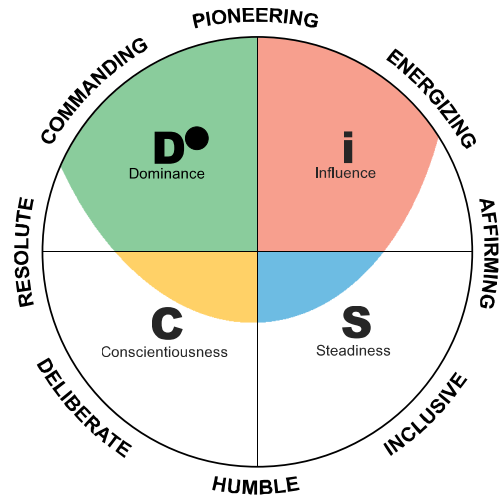 PIONEERING
COMMANDING
ENERGIZING
D
Dominance
i
Influence
RESOLUTE
AFFIRMING
C
Conscientiousness
S
Steadiness
DELIBERATE
INCLUSIVE
HUMBLE